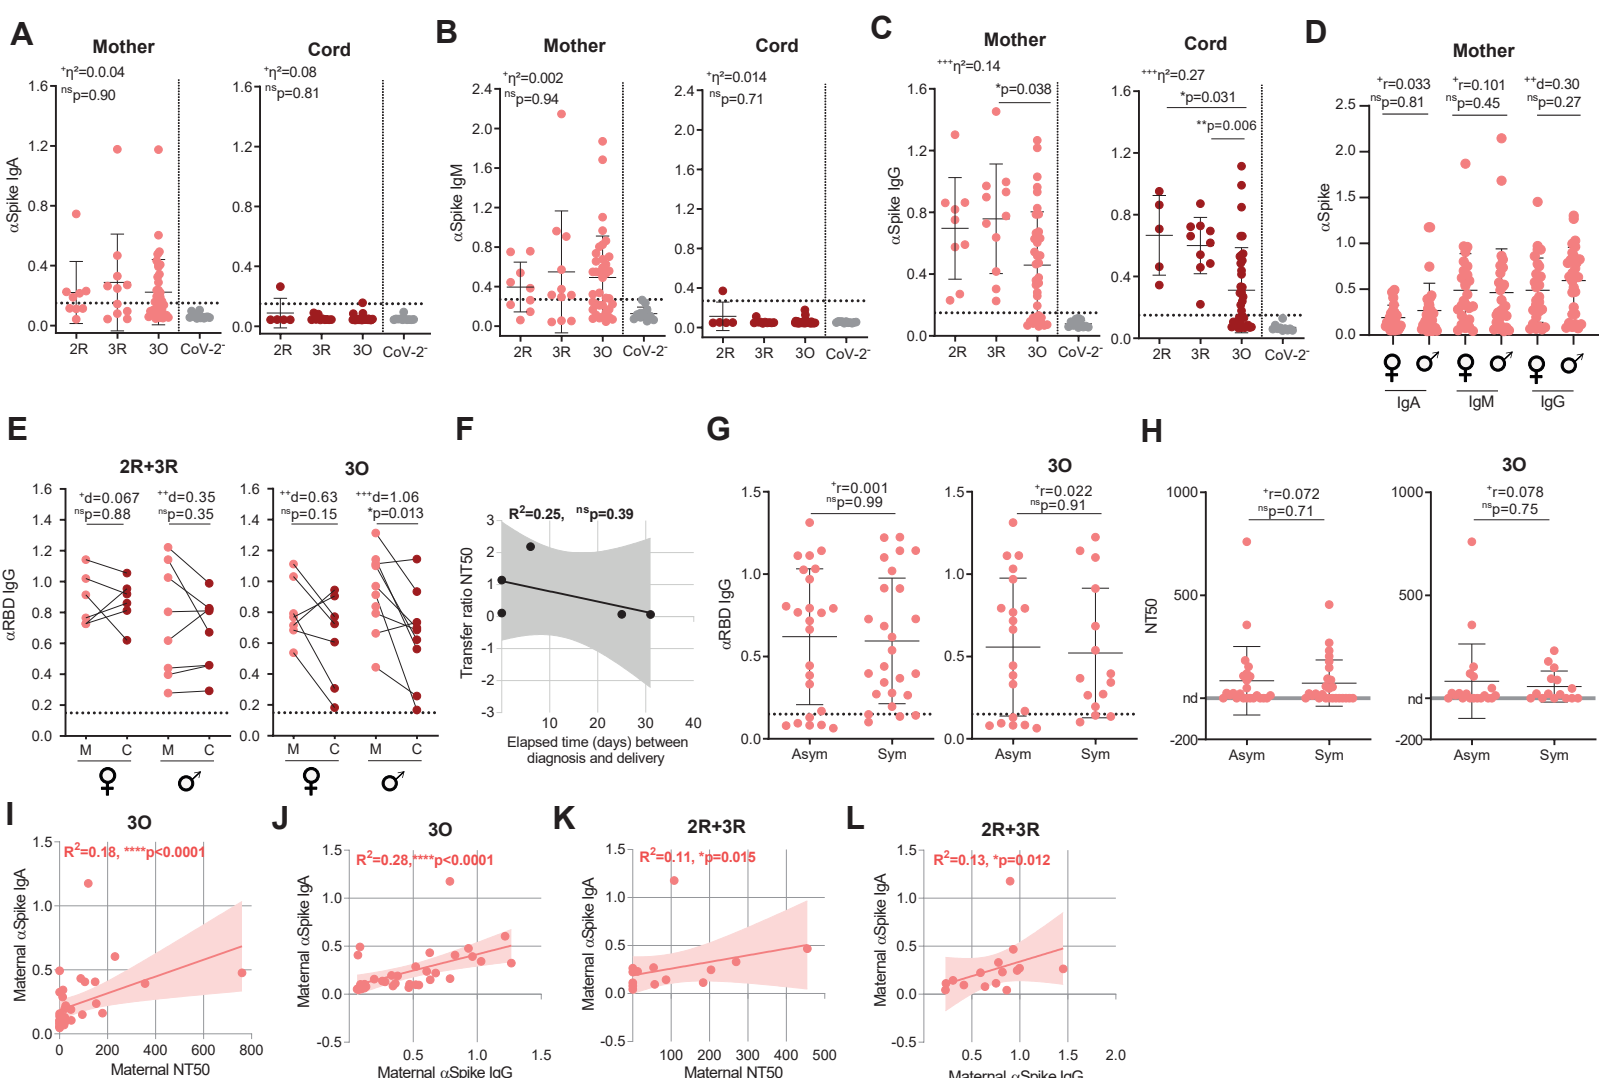 A
Mother
⁺η²=0.0.04
ⁿˢp=0.90
αSpike IgA
1.6
1.2
0.8
0.4
0.0
2R 3R 3O CoV-2⁻
Cord
⁺η²=0.08
ⁿˢp=0.81
1.6
1.2
0.8
0.4
0.0
2R 3R 3O CoV-2⁻
B
Mother
⁺η²=0.002
ⁿˢp=0.94
αSpike IgM
2.4
2.0
1.6
1.2
0.8
0.4
0.0
2R 3R 3O CoV-2⁻
Cord
⁺η²=0.014
ⁿˢp=0.71
2.4
2.0
1.6
1.2
0.8
0.4
0.0
2R 3R 3O CoV-2⁻
C
Mother
⁺⁺⁺η²=0.14
*p=0.038
αSpike IgG
1.6
1.2
0.8
0.4
0.0
2R 3R 3O CoV-2⁻
Cord
⁺⁺⁺η²=0.27
*p=0.031
**p=0.006
1.6
1.2
0.8
0.4
0.0
2R 3R 3O CoV-2⁻
D
Mother
⁺r=0.033 ⁺r=0.101 ⁺⁺d=0.30
ⁿˢp=0.81 ⁿˢp=0.45 ⁿˢp=0.27
αSpike
2.5
2.0
1.5
1.0
0.5
0.0
♀ ♂ ♀ ♂ ♀ ♂
IgA IgM IgG
E
2R+3R
⁺d=0.067 ⁺⁺d=0.35
ⁿˢp=0.88 ⁿˢp=0.35
αRBD IgG
1.6
1.4
1.2
1.0
0.8
0.6
0.4
0.2
0.0
M C M C
♀ ♂
3O
⁺⁺d=0.63 ⁺⁺⁺d=1.06
ⁿˢp=0.15 *p=0.013
1.6
1.4
1.2
1.0
0.8
0.6
0.4
0.2
0.0
M C M C
♀ ♂
F
R²=0.25, ⁿˢp=0.39
Transfer ratio NT50
3
2
1
0
-1
-2
-3
10 20 30 40
Elapsed time (days) between
diagnosis and delivery
G
⁺r=0.001
ⁿˢp=0.99
αRBD IgG
1.5
1.0
0.5
0.0
Asym Sym
3O
⁺r=0.022
ⁿˢp=0.91
1.5
1.0
0.5
0.0
Asym Sym
H
⁺r=0.072
ⁿˢp=0.71
NT50
1000
500
nd
-200
Asym Sym
3O
⁺r=0.078
ⁿˢp=0.75
1000
500
nd
-200
Asym Sym
I
3O
R²=0.18, ****p<0.0001
Maternal αSpike IgA
1.5
1.0
0.5
0.0
0 200 400 600 800
Maternal NT50
J
3O
R²=0.28,****p<0.0001
Maternal αSpike IgA
1.5
1.0
0.5
0.0
-0.5
0.5 1.0 1.5
Maternal αSpike IgG
K
2R+3R
R²=0.11, *p=0.015
Maternal αSpike IgA
1.5
1.0
0.5
0.0
-0.5
100 200 300 400 500
Maternal NT50
L
2R+3R
R²=0.13, *p=0.012
Maternal αSpike IgA
1.5
1.0
0.5
0.0
-0.5
0.5 1.0 1.5 2.0
Maternal αSpike IgG